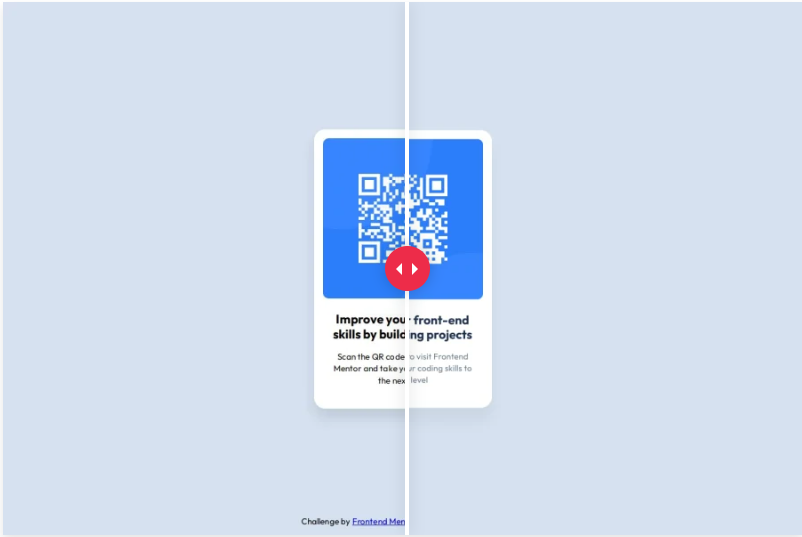 Improve your front-end
skills by building projects
Scan the QR code to visit Frontend
Mentor and take your coding skills to
the next level
Challenge by Frontend Men